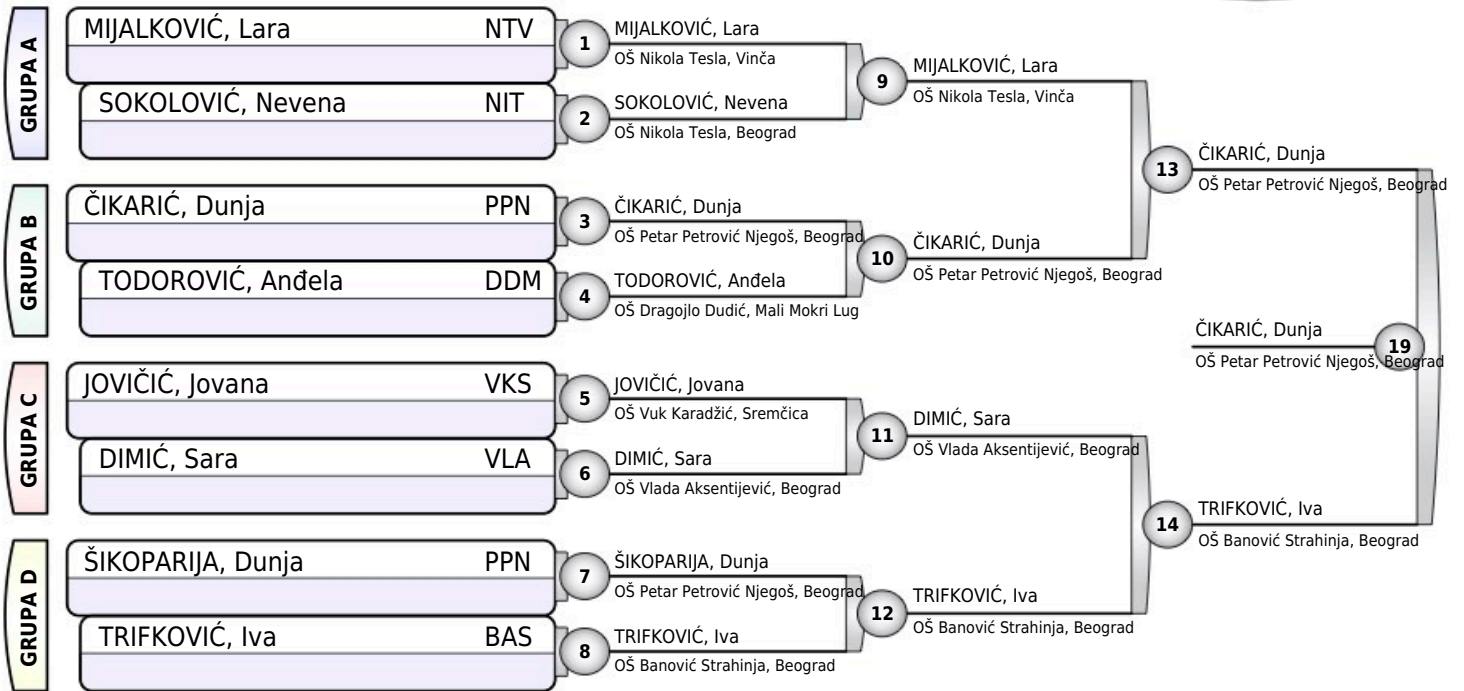 GRUPA A
MIJALKOVIĆ, Lara NTV
SOKOLOVIĆ, Nevena NIT
1
MIJALKOVIĆ, Lara
OŠ Nikola Tesla, Vinča
2
SOKOLOVIĆ, Nevena
OŠ Nikola Tesla, Beograd
9
MIJALKOVIĆ, Lara
OŠ Nikola Tesla, Vinča
GRUPA B
ČIKARIĆ, Dunja PPN
TODOROVIĆ, Anđela DDM
3
ČIKARIĆ, Dunja
OŠ Petar Petrović Njegoš, Beograd
4
TODOROVIĆ, Anđela
OŠ Dragojlo Dudić, Mali Mokri Lug
10
ČIKARIĆ, Dunja
OŠ Petar Petrović Njegoš, Beograd
13
ČIKARIĆ, Dunja
OŠ Petar Petrović Njegoš, Beograd
GRUPA C
JOVIČIĆ, Jovana VKS
DIMIĆ, Sara VLA
5
JOVIČIĆ, Jovana
OŠ Vuk Karadžić, Sremčica
6
DIMIĆ, Sara
OŠ Vlada Aksentijević, Beograd
11
DIMIĆ, Sara
OŠ Vlada Aksentijević, Beograd
GRUPA D
ŠIKOPARIJA, Dunja PPN
TRIFKOVIĆ, Iva BAS
7
ŠIKOPARIJA, Dunja
OŠ Petar Petrović Njegoš, Beograd
8
TRIFKOVIĆ, Iva
OŠ Banović Strahinja, Beograd
12
TRIFKOVIĆ, Iva
OŠ Banović Strahinja, Beograd
14
TRIFKOVIĆ, Iva
OŠ Banović Strahinja, Beograd
19
ČIKARIĆ, Dunja
OŠ Petar Petrović Njegoš, Beograd